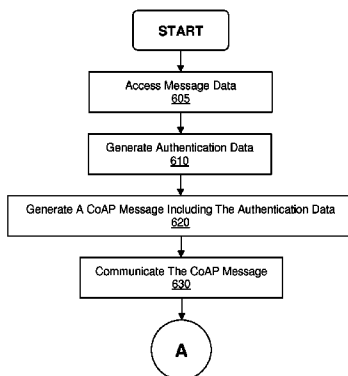 START
Access Message Data
605
Generate Authentication Data
610
Generate A CoAP Message Including The Authentication Data
620
Communicate The CoAP Message
630
A